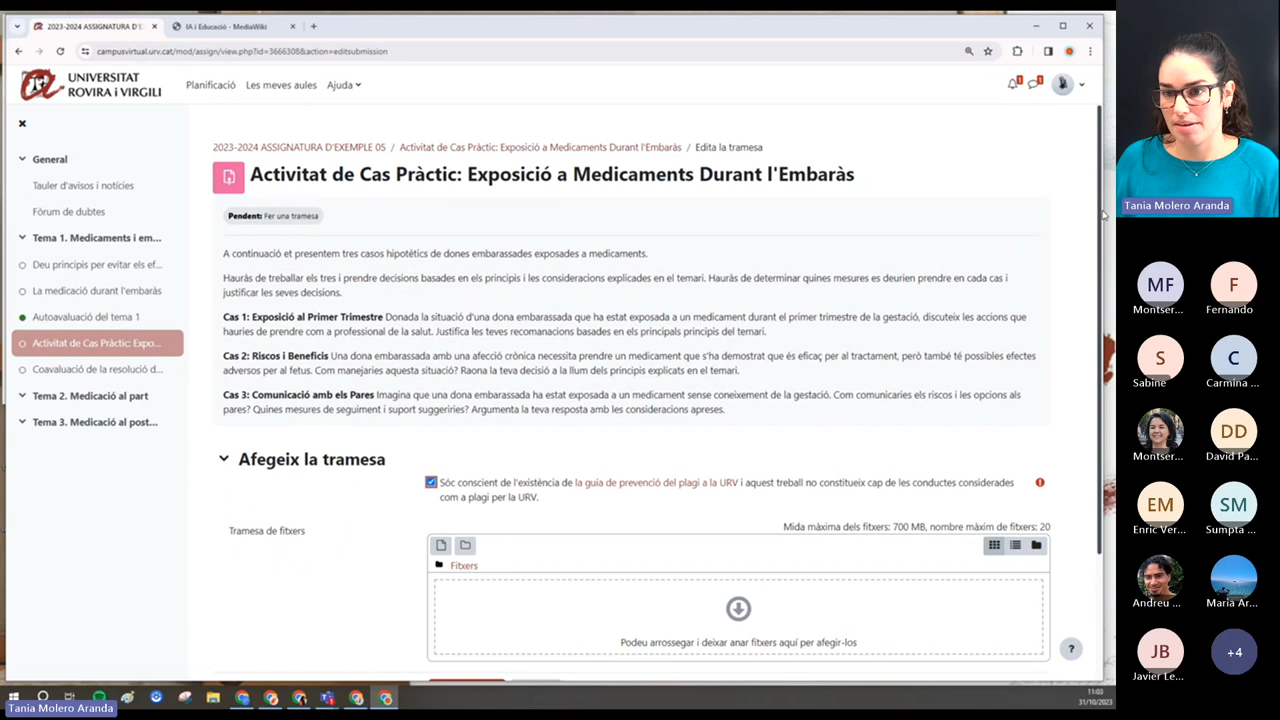 2023-2024 ASSIGNATURA D'E
IA i Educació - MediaWiki
campusvirtual.urv.cat/mod/assign/view.php?id=3666308&action=editsubmission
UNIVERSITAT
ROVIRA i VIRGILI
Planificació
Les meves aules
Ajuda
General
Tauler d'avisos i notícies
Fòrum de dubtes
Tema 1. Medicaments i em...
Deu principis per evitar els ef...
La medicació durant l'embaràs
Autoavaluació del tema 1
Activitat de Cas Pràctic: Expo...
Coavaluació de la resolució d...
Tema 2. Medicació al part
Tema 3. Medicació al post...
2023-2024 ASSIGNATURA D'EXEMPLE 05 / Activitat de Cas Pràctic: Exposició a Medicaments Durant l'Embaràs / Edita la tramesa
Activitat de Cas Pràctic: Exposició a Medicaments Durant l'Embaràs
Pendent: Fer una tramesa
A continuació et presentem tres casos hipotètics de dones embarassades exposades a medicaments.
Hauràs de treballar els tres i prendre decisions basades en els principis i les consideracions explicades en el temari. Hauràs de determinar quines mesures es deurien prendre en cada cas i
justificar les seves decisions.
Cas 1: Exposició al Primer Trimestre Donada la situació d'una dona embarassada que ha estat exposada a un medicament durant el primer trimestre de la gestació, discuteix les accions que
hauries de prendre com a professional de la salut. Justifica les teves recomanacions basades en els principals principis del temari.
Cas 2: Riscos i Beneficis Una dona embarassada amb una afecció crònica necessita prendre un medicament que s'ha demostrat que és eficaç per al tractament, però també té possibles efectes
adversos per al fetus. Com manejaries aquesta situació? Raona la teva decisió a la llum dels principis explicats en el temari.
Cas 3: Comunicació amb els Pares Imagina que una dona embarassada ha estat exposada a un medicament sense coneixement de la gestació. Com comunicaries els riscos i les opcions als
pares? Quines mesures de seguiment i suport suggeriries? Argumenta la teva resposta amb les consideracions apreses.
Afegeix la tramesa
Sóc conscient de l'existència de la guia de prevenció del plagi a la URV i aquest treball no constitueix cap de les conductes considerades
com a plagi per la URV.
Tramesa de fitxers
Mida màxima dels fitxers: 700 MB, nombre màxim de fitxers: 20
Fitxers
Podeu arrossegar i deixar anar fitxers aquí per afegir-los
?
11:03
31/10/2023
Tania Molero Aranda
Tania Molero Aranda
MF
F
Montser...
Fernando
S
C
Sabine
Carmina ...
DD
Montser...
David Pa...
EM
SM
Enric Ver...
Sumpta ...
Andreu ...
Maria Ar...
JB
+4
Javier Le...